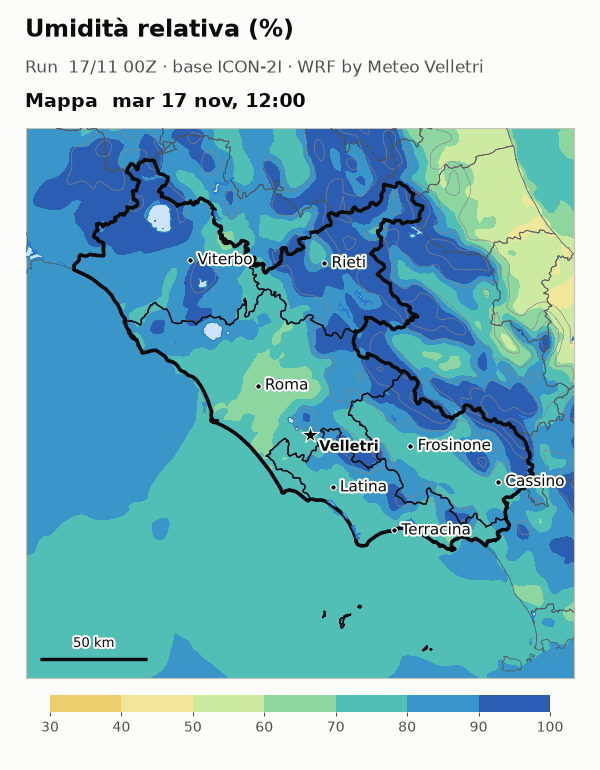 Umidità relativa (%)
Run 17/11 00Z · base ICON-2I · WRF by Meteo Velletri
Mappa mar 17 nov, 12:00
Viterbo
Rieti
Roma
Velletri
Frosinone
Latina
Cassino
Terracina
50 km
30 40 50 60 70 80 90 100